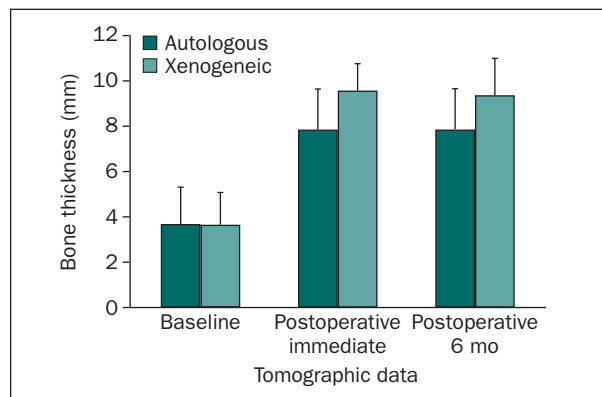 12
10
8
6
4
2
0
Bone thickness (mm)
Autologous
Xenogeneic
Baseline
Postoperative
immediate
Postoperative
6 mo
Tomographic data